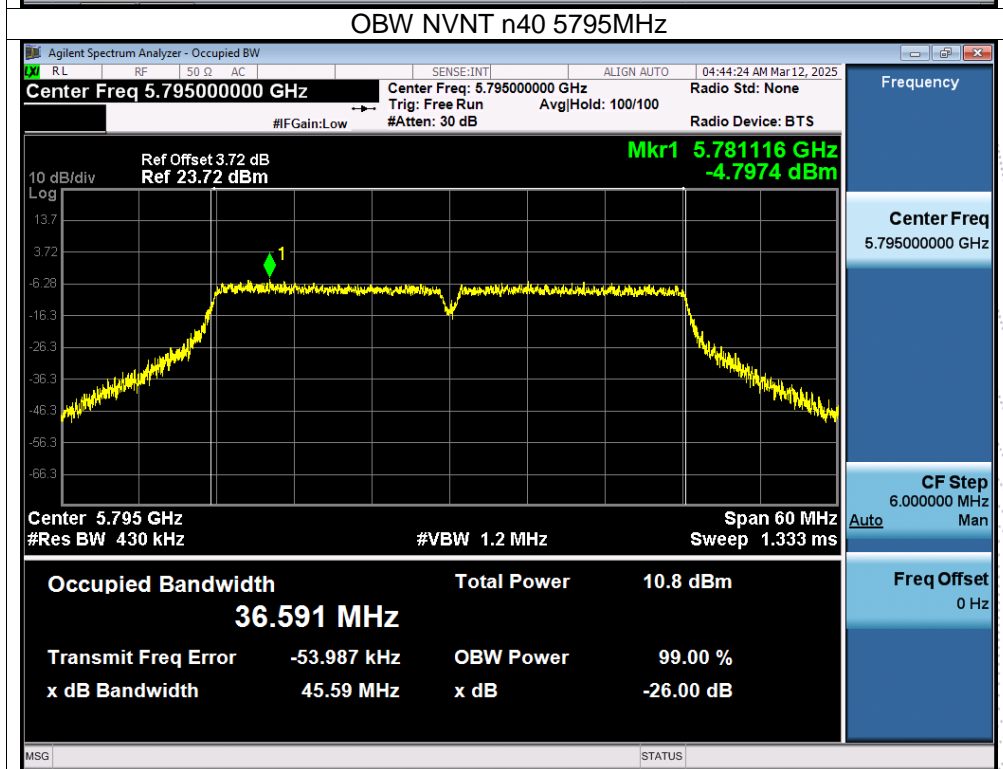 OBW NVNT n40 5795MHz
Agilent Spectrum Analyzer - Occupied BW
LXI RL RF 50 Ω AC SENSE:INT ALIGN AUTO 04:44:24 AM Mar 12, 2025
Center Freq 5.795000000 GHz
Center Freq: 5.795000000 GHz
Radio Std: None
Trig: Free Run Avg|Hold: 100/100
#IFGain:Low
#Atten: 30 dB
Radio Device: BTS
Frequency
Mkr1 5.781116 GHz
-4.7974 dBm
Ref Offset 3.72 dB
10 dB/div Ref 23.72 dBm
Log
13.7
3.72
-6.28
-16.3
-26.3
-36.3
-46.3
-56.3
-66.3
1
Center 5.795 GHz
Span 60 MHz
#Res BW 430 kHz
#VBW 1.2 MHz
Sweep 1.333 ms
Center Freq
5.795000000 GHz
CF Step
6.000000 MHz
Auto Man
Freq Offset
0 Hz
Occupied Bandwidth
36.591 MHz
Total Power 10.8 dBm
Transmit Freq Error -53.987 kHz
OBW Power 99.00 %
x dB Bandwidth 45.59 MHz
x dB -26.00 dB
MSG
STATUS